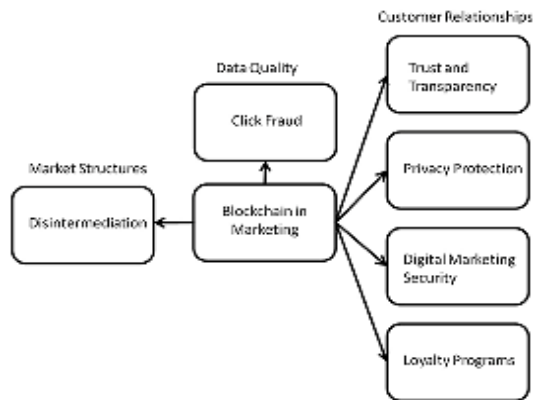 Customer Relationships
Trust and
Transparency
Data Quality
Click Fraud
Privacy Protection
Market Structures
Disintermediation
Blockchain in
Marketing
Digital Marketing
Security
Loyalty Programs